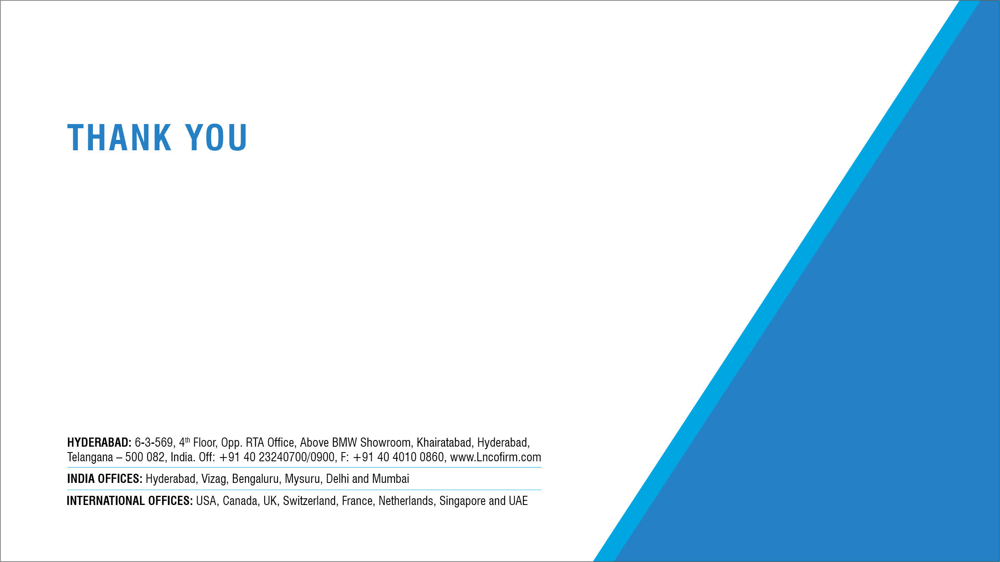 THANK YOU
HYDERABAD: 6-3-569, 4th Floor, Opp. RTA Office, Above BMW Showroom, Khairatabad, Hyderabad,
Telangana – 500 082, India. Off: +91 40 23240700/0900, F: +91 40 4010 0860, www.Lncofirm.com
INDIA OFFICES: Hyderabad, Vizag, Bengaluru, Mysuru, Delhi and Mumbai
INTERNATIONAL OFFICES: USA, Canada, UK, Switzerland, France, Netherlands, Singapore and UAE